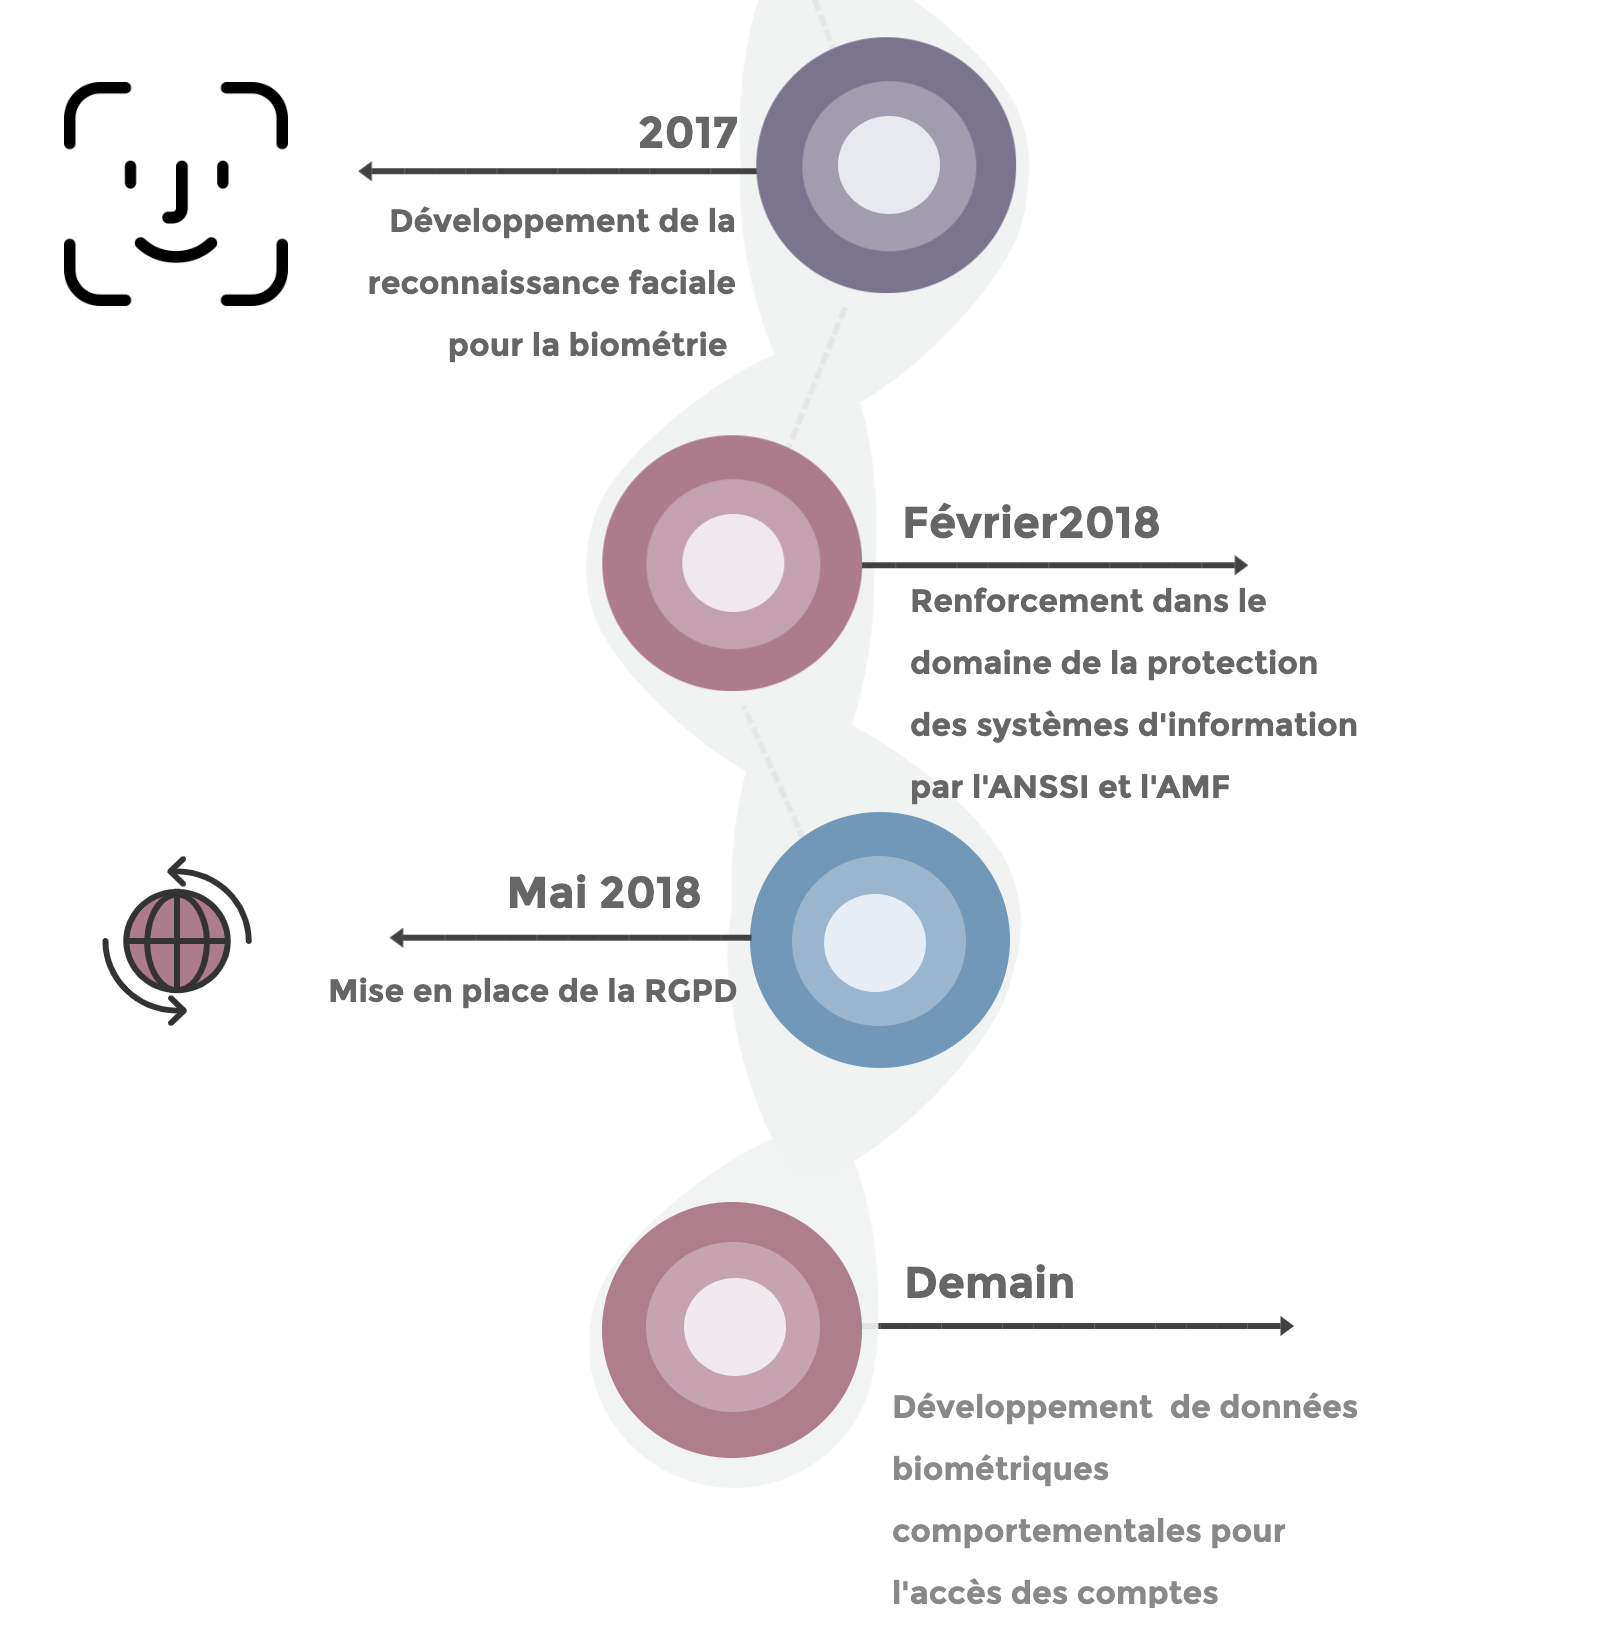 2017
Développement de la
reconnaissance faciale
pour la biométrie
Février2018
Renforcement dans le
domaine de la protection
des systèmes d'information
par l'ANSSI et l'AMF
Mai 2018
Mise en place de la RGPD
Demain
Développement  de données
biométriques
comportementales pour
l'accès des comptes